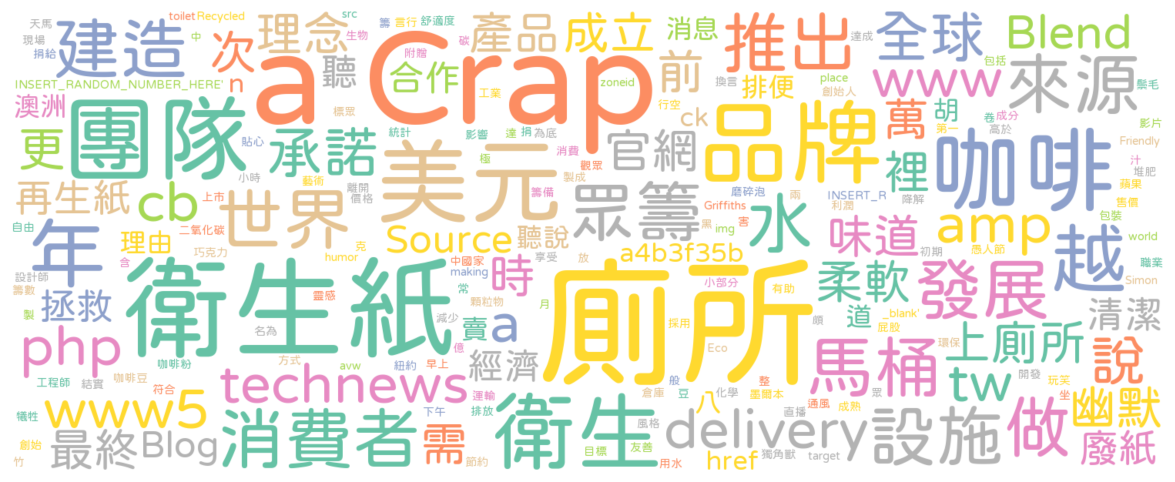 天馬
toilet
Recycled
src
籌
言行
舒適度
現場
捐給
中
建造
次
理念
產品
成立
消息
推出
達成
全球
Blend
包括
INSERT_RANDOM_NUMBER_HERE'
n
聽
生物
碳
附贈
合作
zoneid
前
排便
換言
place
創始人
www
來源
鬃毛
澳洲
a Crap
工業
標眾
行空
ck
萬
胡
卷
成分
第一
高於
影片
更
團隊
貼心
承諾
統計
影響
達
捐
為底
官網
品牌
裡
咖啡
Friendly
汁
堆肥
再生紙
小時
藝術
離開
價格
美元
極
消費
觀眾
製成
籌備
眾籌
磨碎泡
兩
INSERT_R
降解
蘋果
售價
cb
上市
世界
Griffiths
黑
害
水
利潤
味道
amp
包裝
自由
二氧化碳
年
理由
巧克力
克
Source
聽說
享受
放
img
a4b3f35b
初期
愚人節
越
world
職業
設計師
含
humor
中國家
making
時
小部分
有助
柔軟
發展
Simon
籌數
拯救
衛生紙
靈感
常
顆粒物
月
廁所
_blank'
道
屁股
清潔
製
名為
減少
賣
a
採用
嚬
php
咖啡粉
方式
avw
紐約
早上
億
經濟
Eco
環保
上廁所
說
工程師
結實
咖啡豆
符合
technews
運輸
般
豆
化學
整
馬桶
開發
玩笑
坐
tw
犧牲
www5
下午
排放
倉庫
八
墨爾本
通風
成熟
眾
做
幽默
創始
竹
最終
Blog
消費者
需
節約
衛生
目標
風格
友善
用水
delivery
href
直播
獨角獸
target
設施
廢紙